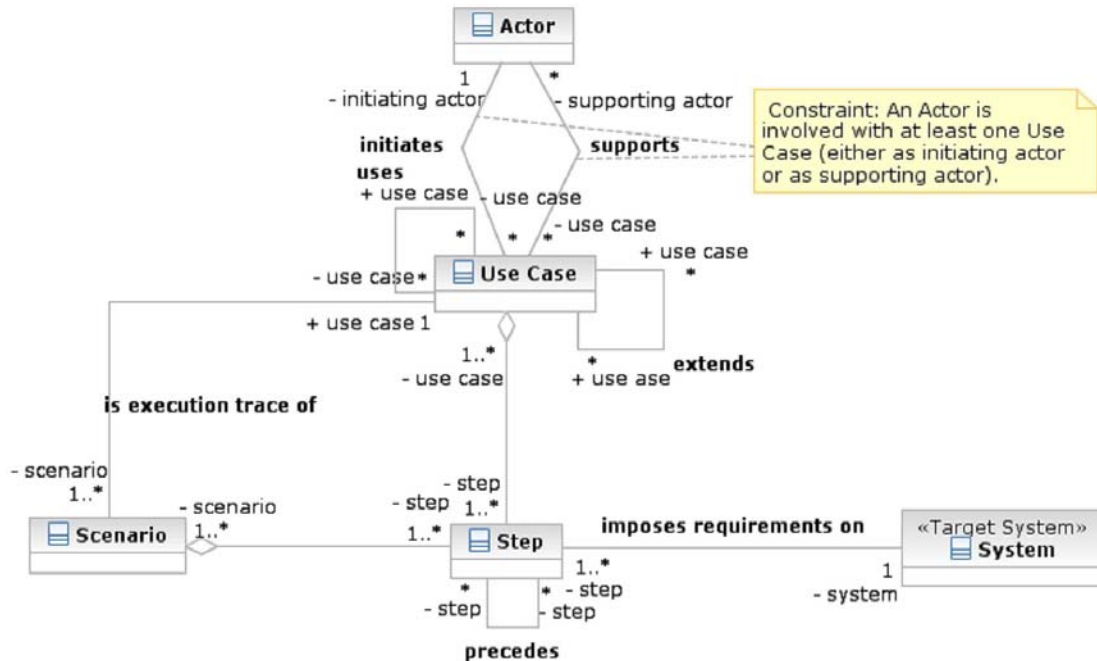 Actor
1
*
- initiating actor
- supporting actor
Constraint: An Actor is
involved with at least one Use
Case (either as initiating actor
or as supporting actor).
initiates
supports
uses
+ use case
- use case
- use case
*
*
*
+ use case
*
Use Case
- use case *
+ use case 1
1..*
- use case
*
+ use ase
extends
is execution trace of
- scenario
1..*
- scenario
1..*
- step
1..*
- step
1..*
imposes requirements on
«Target System»
System
Scenario
Step
1..*
- step
1
- system
*
- step
*
- step
precedes